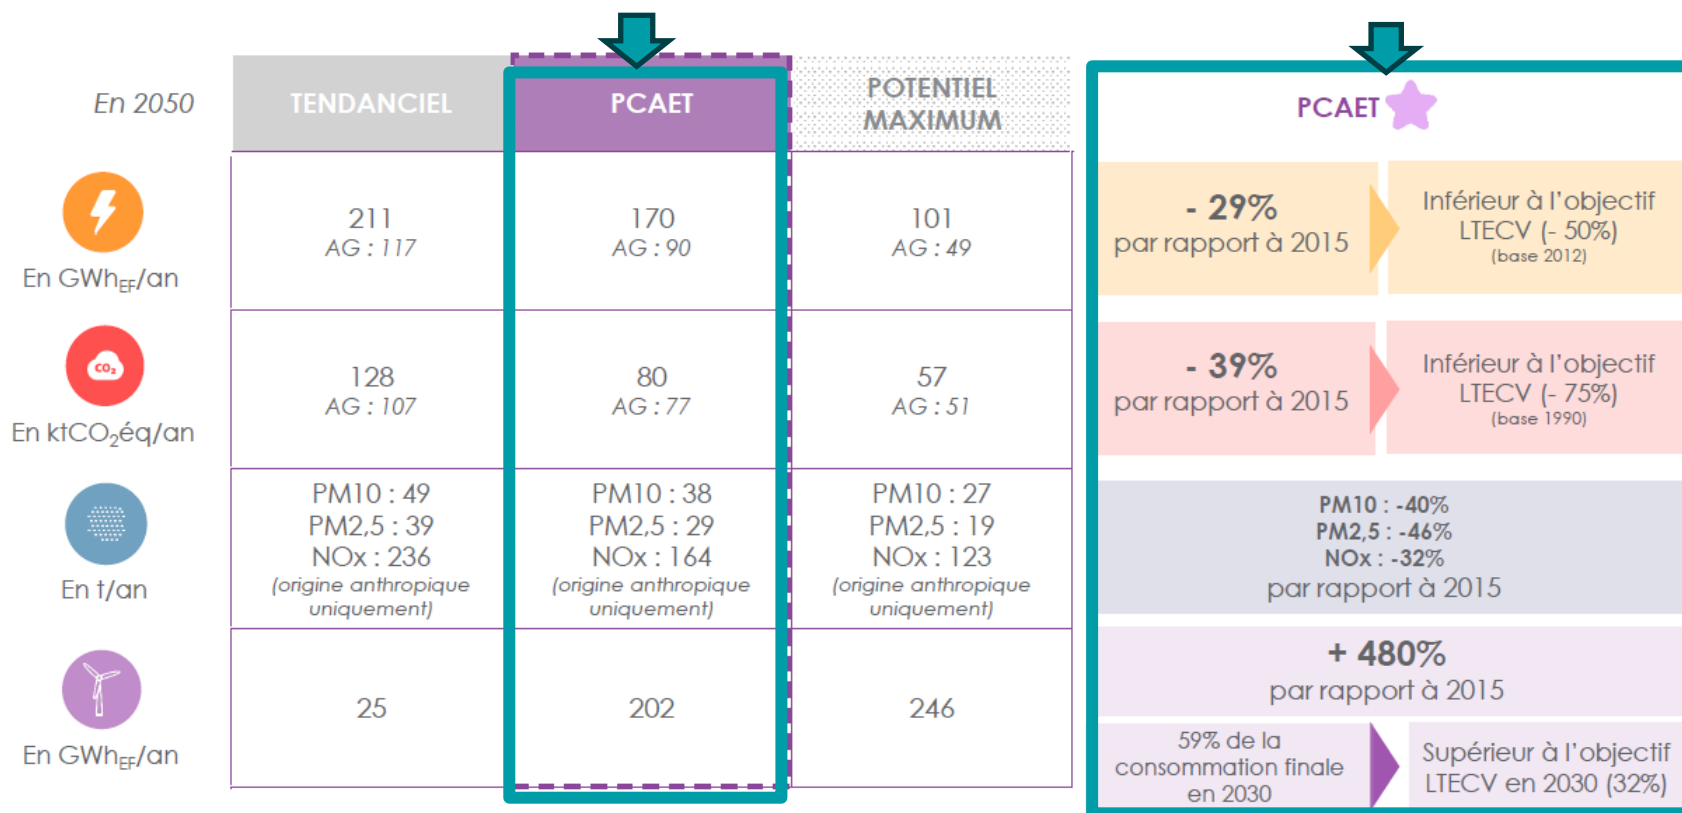 En 2050
TENDANCIEL
PCAET
POTENTIEL
MAXIMUM
PCAET
En GWhEF/an
211
AG : 117
170
AG : 90
101
AG : 49
- 29%
par rapport à 2015
Inférieur à l'objectif
LTECV (- 50%)
(base 2012)
CO2
En ktCO2éq/an
128
AG : 107
80
AG : 77
57
AG : 51
- 39%
par rapport à 2015
Inférieur à l'objectif
LTECV (- 75%)
(base 1990)
En t/an
PM10 : 49
PM2,5 : 39
NOx : 236
(origine anthropique
uniquement)
PM10 : 38
PM2,5 : 29
NOx : 164
(origine anthropique
uniquement)
PM10 : 27
PM2,5 : 19
NOx : 123
(origine anthropique
uniquement)
PM10 : -40%
PM2,5 : -46%
NOx : -32%
par rapport à 2015
En GWhEF/an
25
202
246
+ 480%
par rapport à 2015
59% de la
consommation finale
en 2030
Supérieur à l'objectif
LTECV en 2030 (32%)